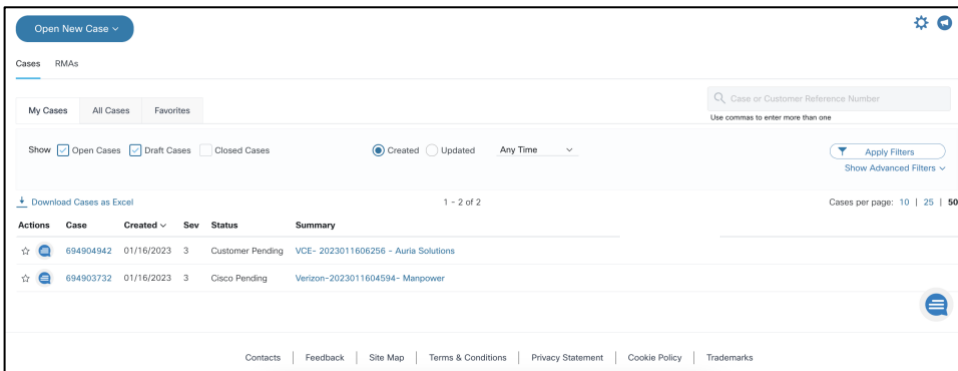 Open New Case
Cases RMAs
My Cases All Cases Favorites
Case or Customer Reference Number
Use commas to enter more than one
Show Open Cases Draft Cases Closed Cases Created Updated Any Time Apply Filters
Show Advanced Filters
Download Cases as Excel 1 - 2 of 2 Cases per page: 10 | 25 | 50
Actions Case Created Sev Status Summary
694904942 01/16/2023 3 Customer Pending VCE- 2023011606256 - Auria Solutions
694903732 01/16/2023 3 Cisco Pending Verizon-2023011604594- Manpower
Contacts | Feedback | Site Map | Terms & Conditions | Privacy Statement | Cookie Policy | Trademarks